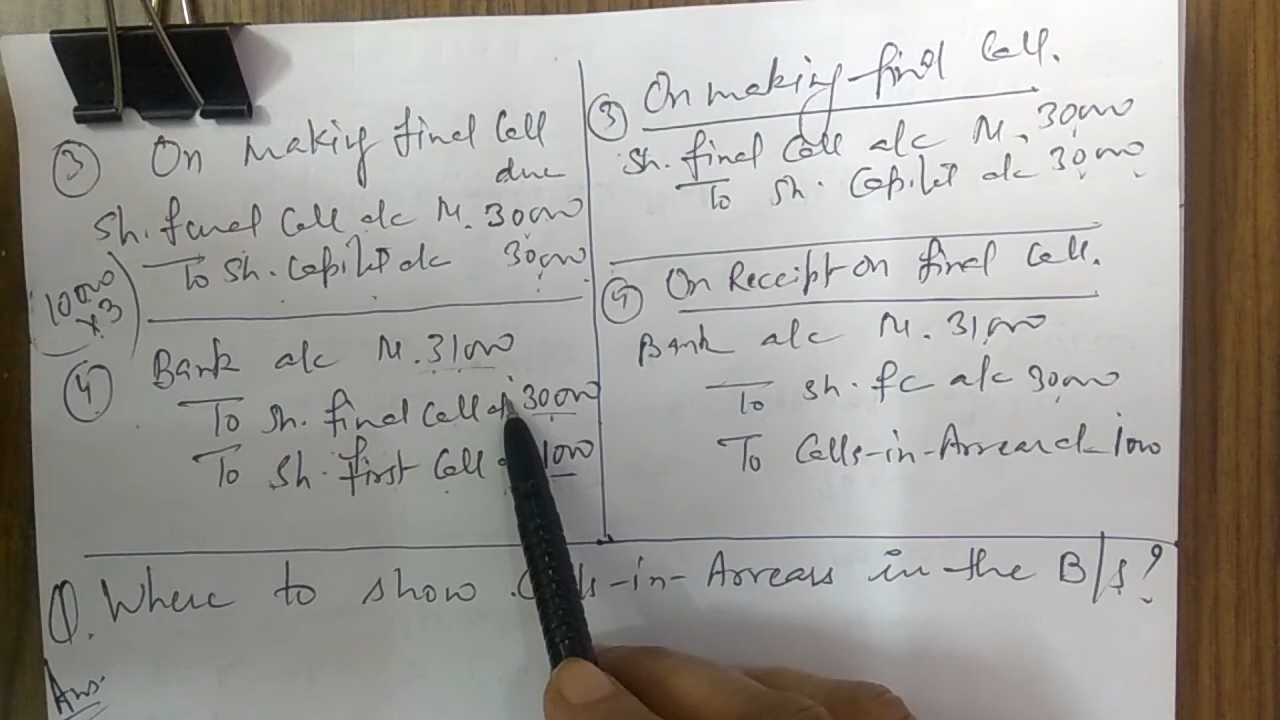 ③ On Making final Call
due
Sh. final Call a/c Dr. 30000
To Sh. Capital a/c 30000
10000
x3
④ Bank a/c Dr. 31000
To Sh. final Call 30000
To Sh. first Call 1000
③ On making final Call.
Sh. final Call a/c Dr. 30000
To Sh. Capital a/c 30000
④ On Receipt on final Call.
Bank a/c Dr. 31000
To Sh. fc a/c 30000
To Calls-in-Arrear 1000
Q. Where to show -in-Arrears in the B/s?
Ans.